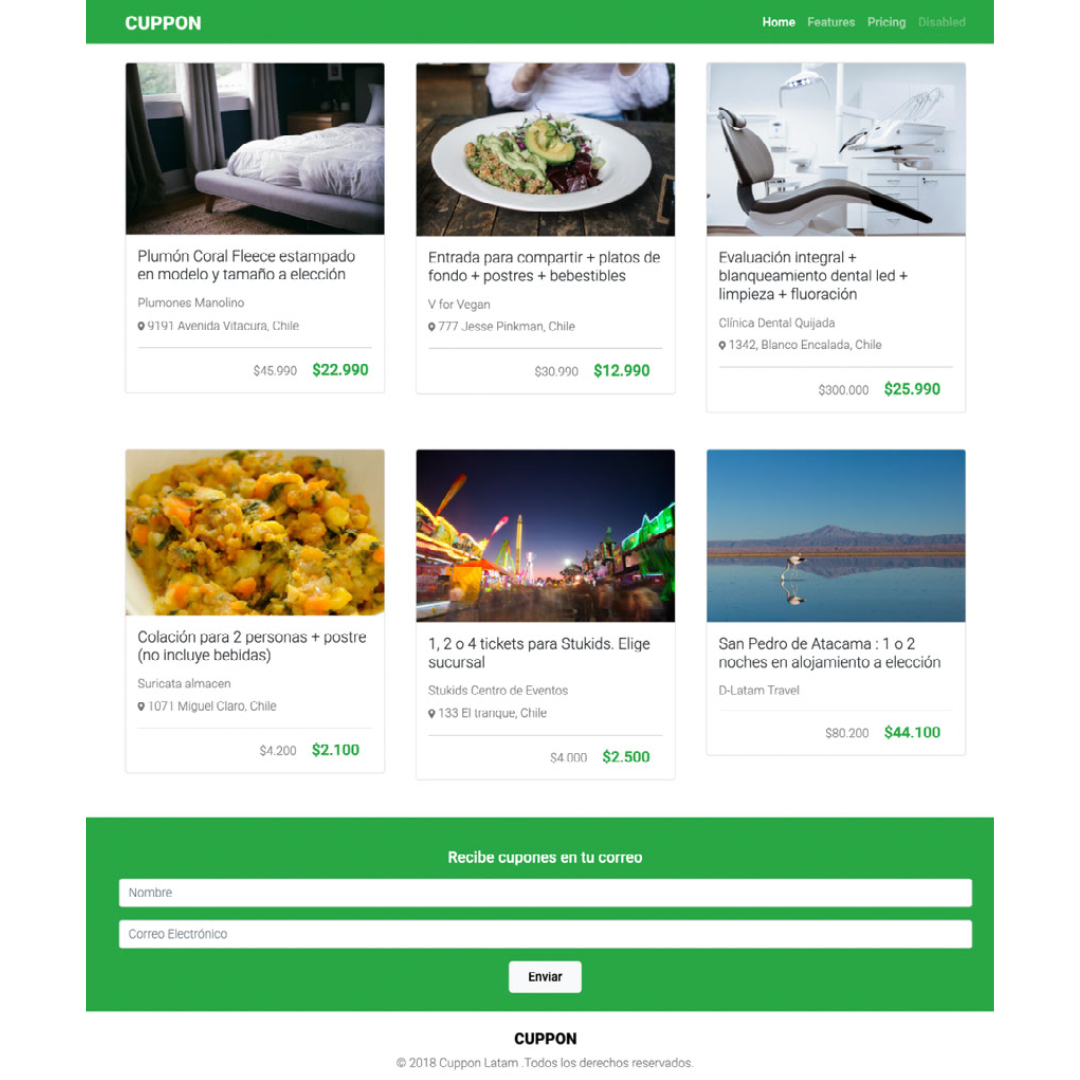 CUPPON
Home Features Pricing Disabled
Plumón Coral Fleece estampado
en modelo y tamaño a elección
Plumones Manolino
9191 Avenida Vitacura, Chile
$45.990 $22.990
Entrada para compartir + platos de
fondo + postres + bebestibles
V for Vegan
777 Jesse Pinkman, Chile
$30.990 $12.990
Evaluación integral +
blanqueamiento dental led +
limpieza + fluoración
Clínica Dental Quijada
1342, Blanco Encalada, Chile
$300.000 $25.990
Colación para 2 personas + postre
(no incluye bebidas)
Suricata almacen
1071 Miguel Claro, Chile
$4.200 $2.100
1, 2 o 4 tickets para Stukids. Elige
sucursal
Stukids Centro de Eventos
133 El tranque, Chile
$4.000 $2.500
San Pedro de Atacama : 1 o 2
noches en alojamiento a elección
D-Latam Travel
$80.200 $44.100
Recibe cupones en tu correo
Nombre
Correo Electrónico
Enviar
CUPPON
© 2018 Cuppon Latam .Todos los derechos reservados.